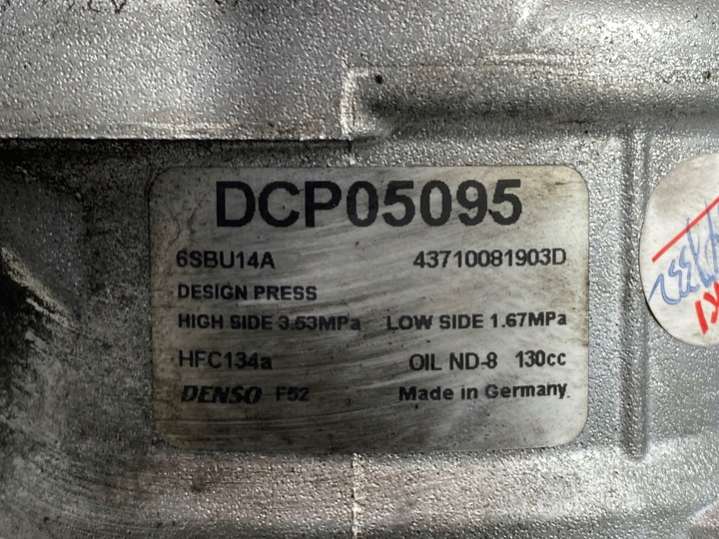 DCP05095
6SBU14A 43710081903D
DESIGN PRESS
HIGH SIDE 3.53MPa LOW SIDE 1.67MPa
HFC134a OIL ND-8 130cc
DENSO F52 Made in Germany